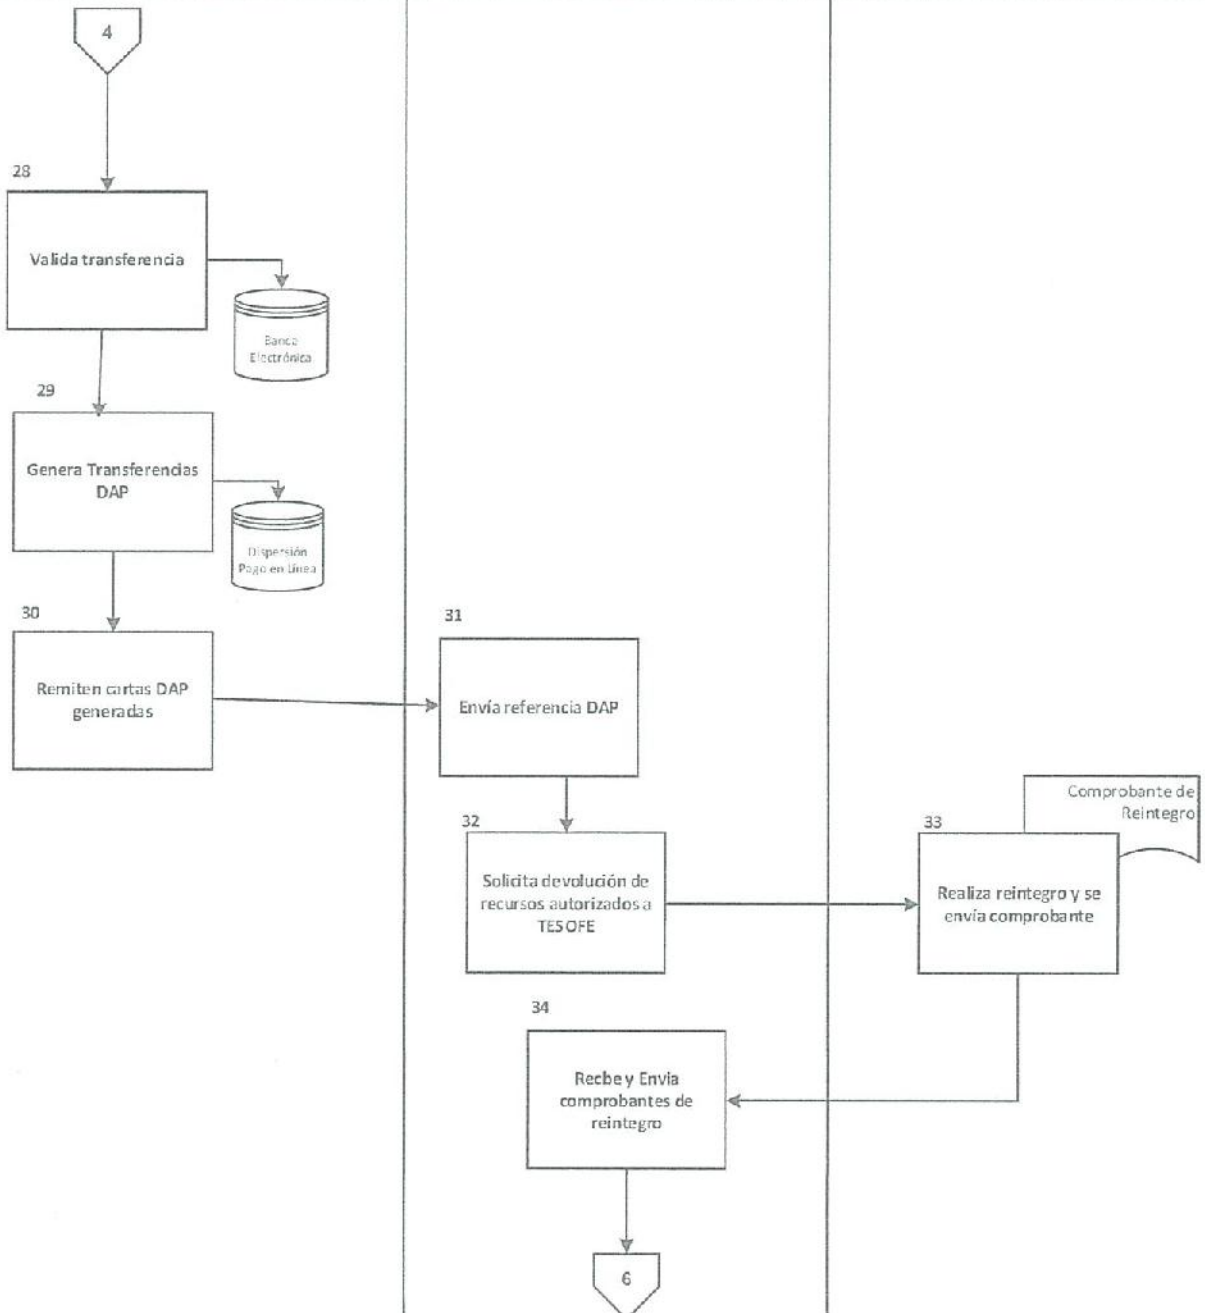 4
28
Valida transferencia
Banca
Electrónica
29
Genera Transferencias
DAP
Dispersión
Pago en Línea
30
Remiten cartas DAP
generadas
31
Envía referencia DAP
32
Solicita devolución de
recursos autorizados a
TESOFE
Comprobante de
Reintegro
33
Realiza reintegro y se
envía comprobante
34
Recbe y Envia
comprobantes de
reintegro
6